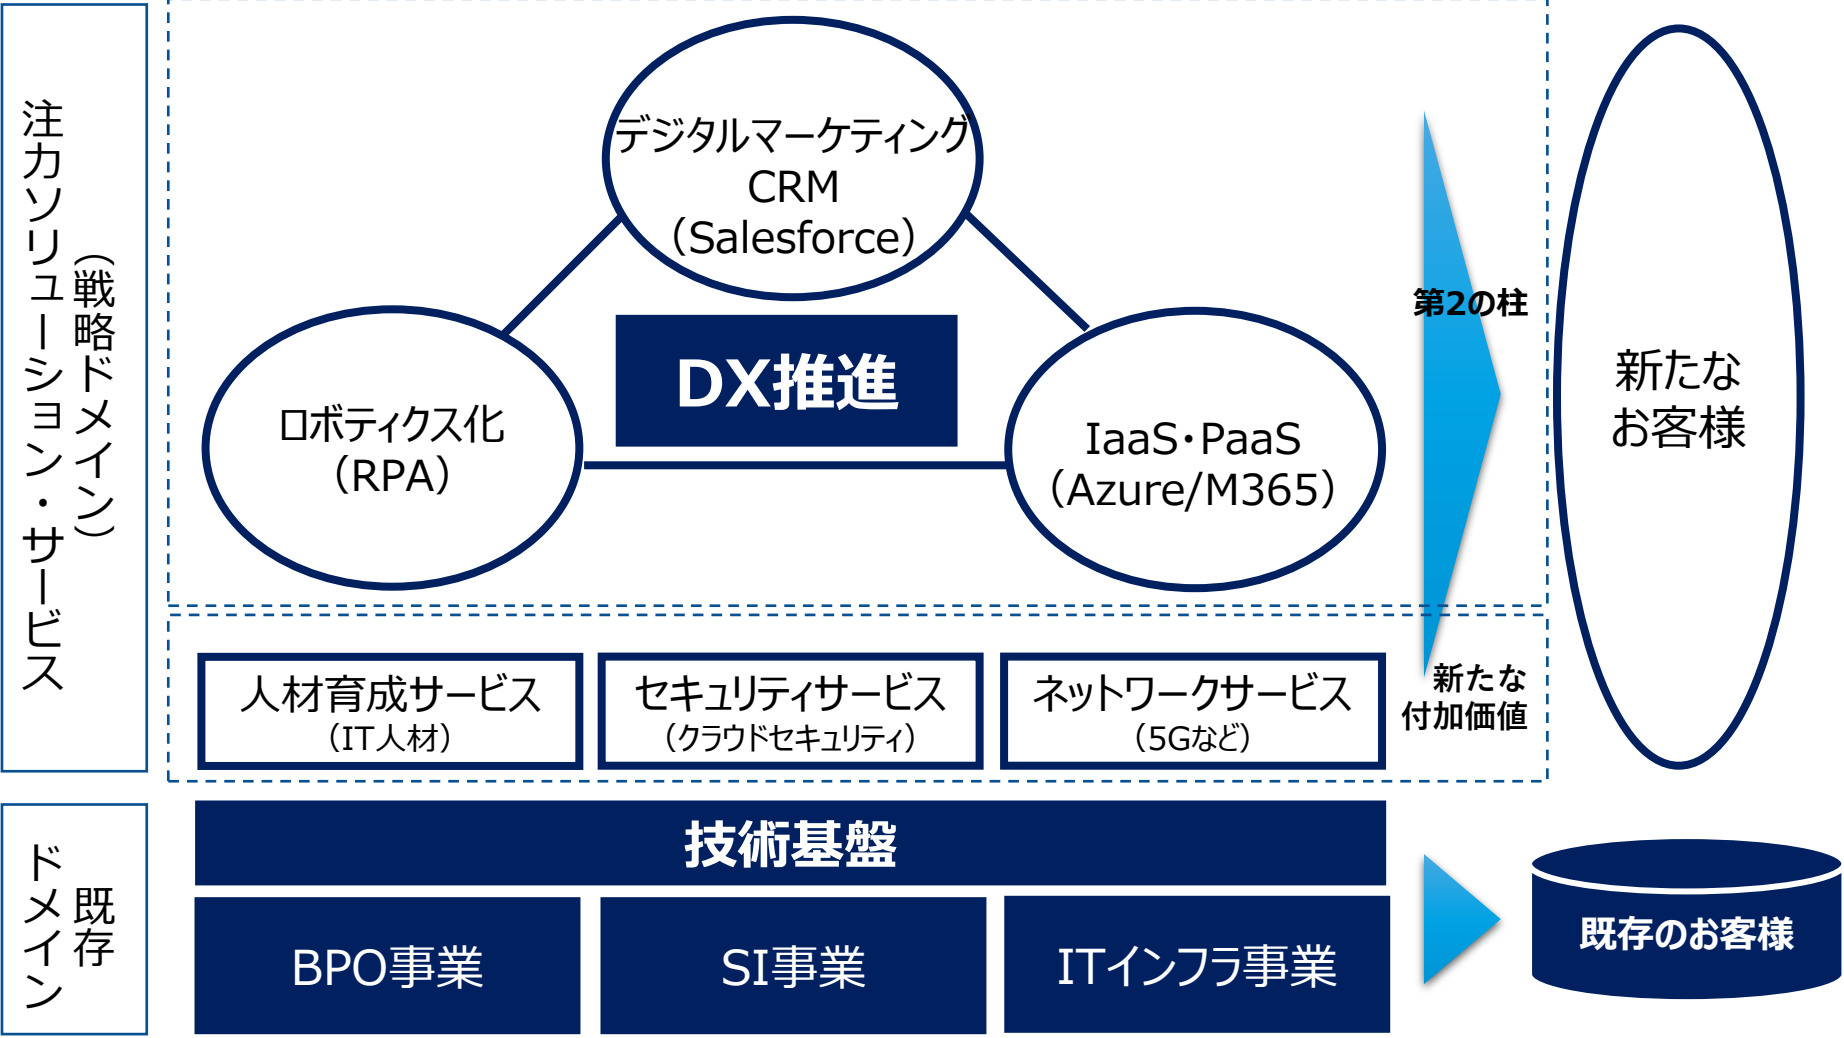 注力ソリューション・サービス
（戦略ドメイン）
デジタルマーケティング
CRM
（Salesforce）
DX推進
ロボティクス化
（RPA）
IaaS・PaaS
（Azure/M365）
第2の柱
新たな
お客様
人材育成サービス
（IT人材）
セキュリティサービス
（クラウドセキュリティ）
ネットワークサービス
（5Gなど）
新たな
付加価値
既存
ドメイン
技術基盤
BPO事業
SI事業
ITインフラ事業
既存のお客様